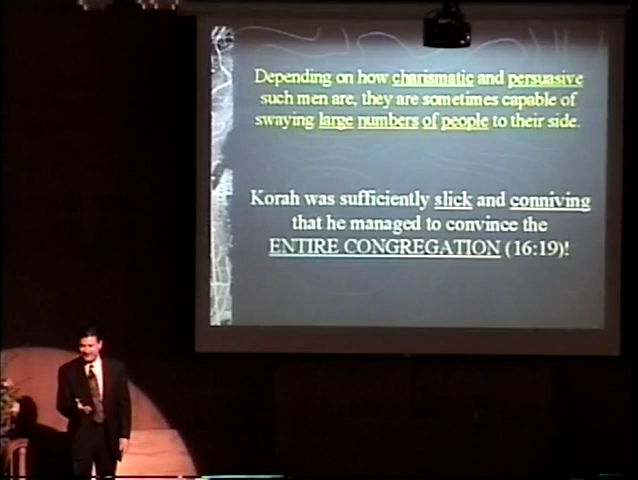 Depending on how charismatic and persuasive
such men are, they are sometimes capable of
swaying large numbers of people to their side.
Korah was sufficiently slick and conniving
that he managed to convince the
ENTIRE CONGREGATION (16:19)!